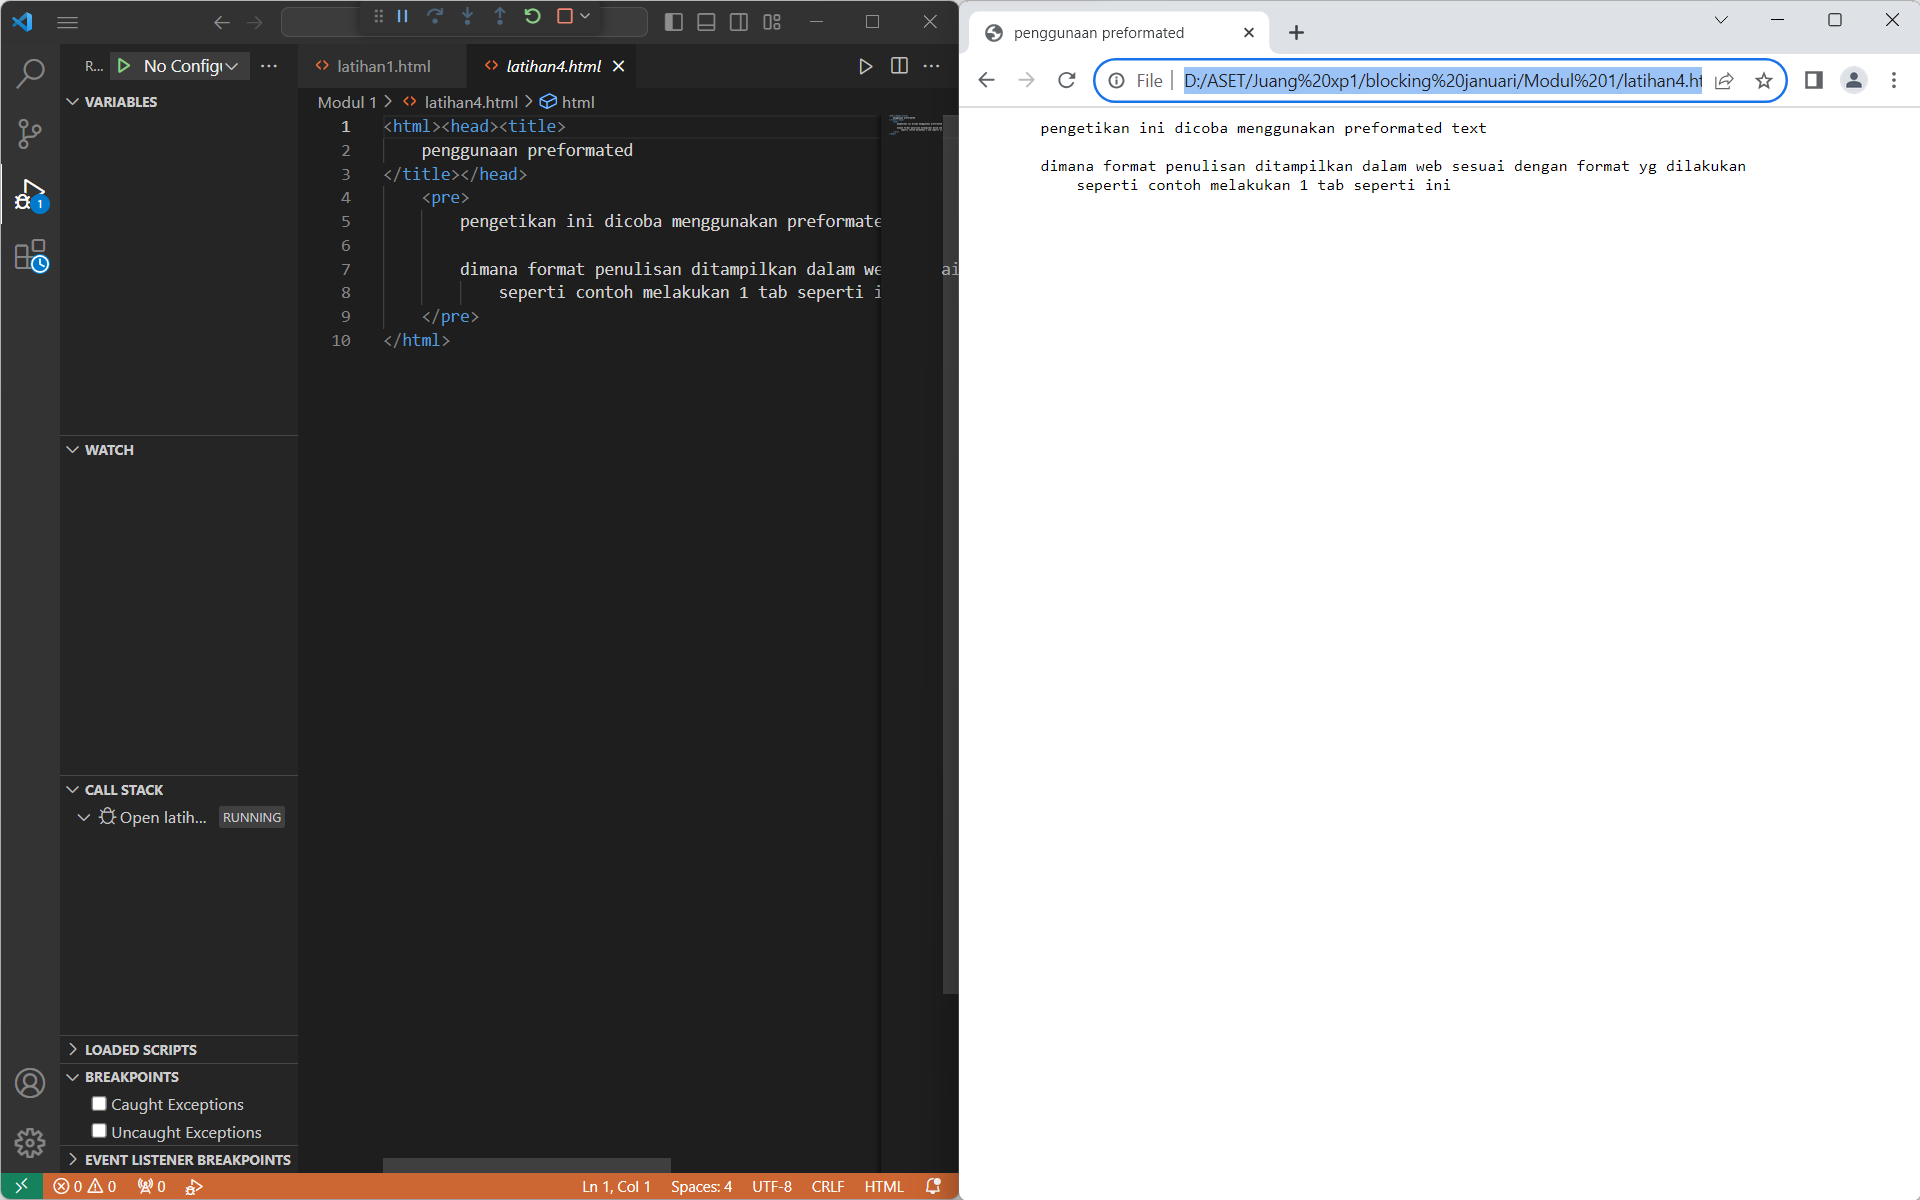 R...
No Configu
latihan1.html
latihan4.html
Modul 1 > latihan4.html > html
VARIABLES
1 <html><head><title>
2 penggunaan preformated
3 </title></head>
4 <pre>
5 pengetikan ini dicoba menggunakan preformate
6
7 dimana format penulisan ditampilkan dalam we ai
8 seperti contoh melakukan 1 tab seperti i
9 </pre>
10 </html>
1
WATCH
CALL STACK
Open latih... RUNNING
LOADED SCRIPTS
BREAKPOINTS
Caught Exceptions
Uncaught Exceptions
EVENT LISTENER BREAKPOINTS
0 0 0 Ln 1, Col 1 Spaces: 4 UTF-8 CRLF HTML
penggunaan preformated
File | D:/ASET/Juang%20xp1/blocking%20januari/Modul%201/latihan4.ht
pengetikan ini dicoba menggunakan preformated text
dimana format penulisan ditampilkan dalam web sesuai dengan format yg dilakukan
seperti contoh melakukan 1 tab seperti ini